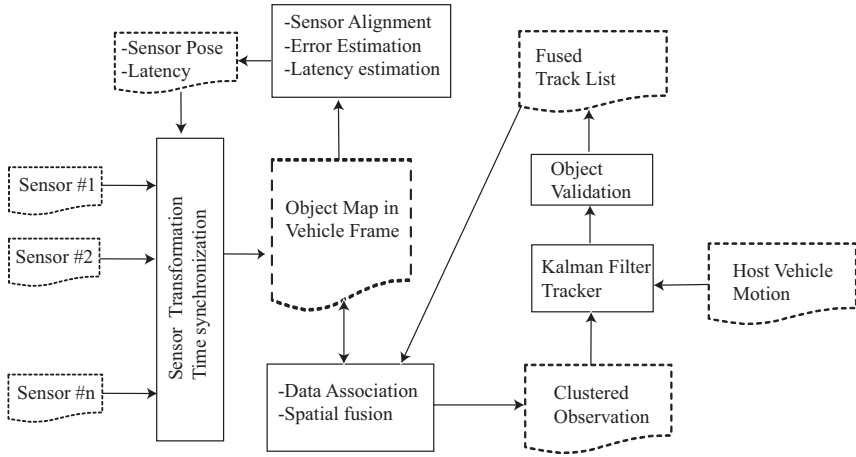 -Sensor Pose
-Latency
-Sensor Alignment
-Error Estimation
-Latency estimation
Fused
Track List
Sensor #1
Sensor #2
Sensor #n
Sensor Transformation
Time synchronization
Object Map in
Vehicle Frame
Object
Validation
Kalman Filter
Tracker
Host Vehicle
Motion
-Data Association
-Spatial fusion
Clustered
Observation